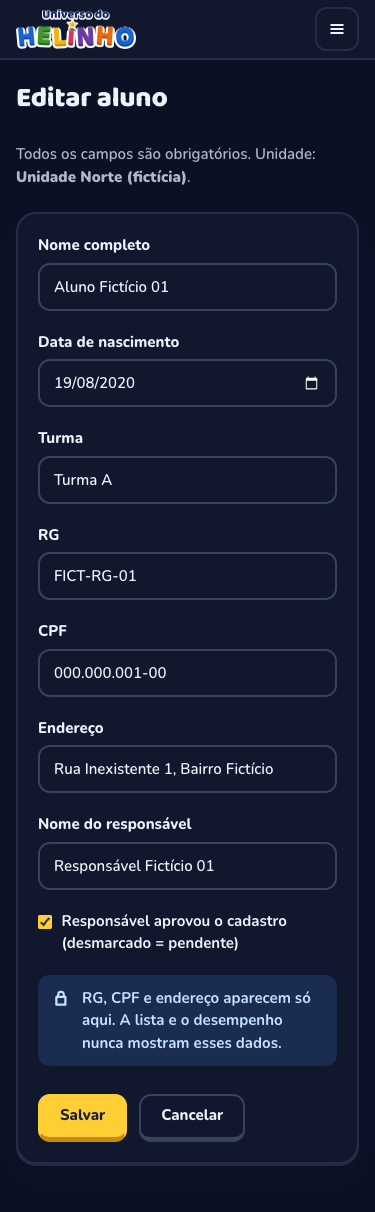 Universo do
HELINHO
Editar aluno
Todos os campos são obrigatórios. Unidade:
Unidade Norte (fictícia).
Nome completo
Aluno Fictício 01
Data de nascimento
19/08/2020
Turma
Turma A
RG
FICT-RG-01
CPF
000.000.001-00
Endereço
Rua Inexistente 1, Bairro Fictício
Nome do responsável
Responsável Fictício 01
Responsável aprovou o cadastro
(desmarcado = pendente)
RG, CPF e endereço aparecem só
aqui. A lista e o desempenho
nunca mostram esses dados.
Salvar
Cancelar